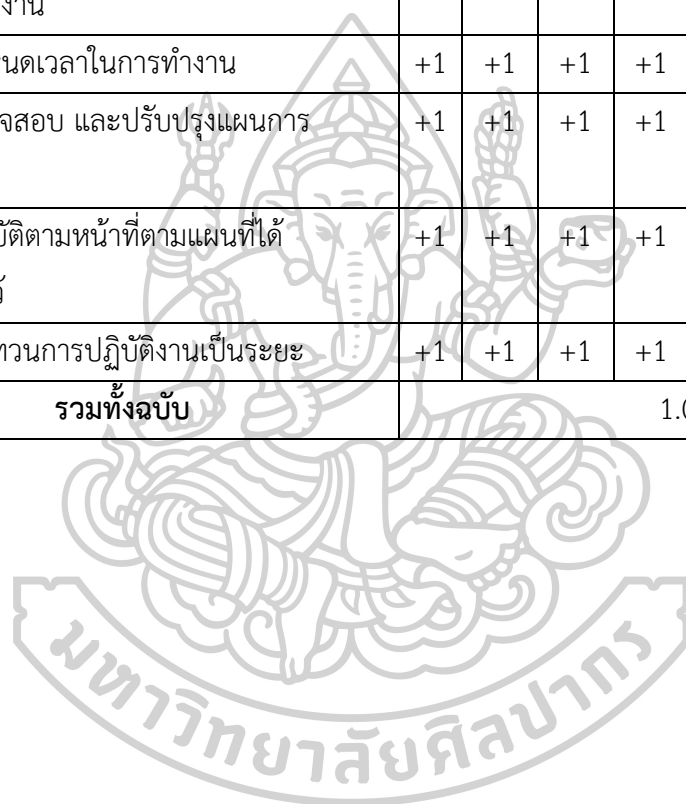 งาน
นดเวลาในการทำงาน +1 +1 +1 +1
จสอบ และปรับปรุงแผนการ +1 +1 +1 +1
บัติตามหน้าที่ตามแผนที่ได้ +1 +1 +1 +1
ทวนการปฏิบัติงานเป็นระยะ +1 +1 +1 +1
รวมทั้งฉบับ 1.0
มหาวิทยาลัยศิลปากร